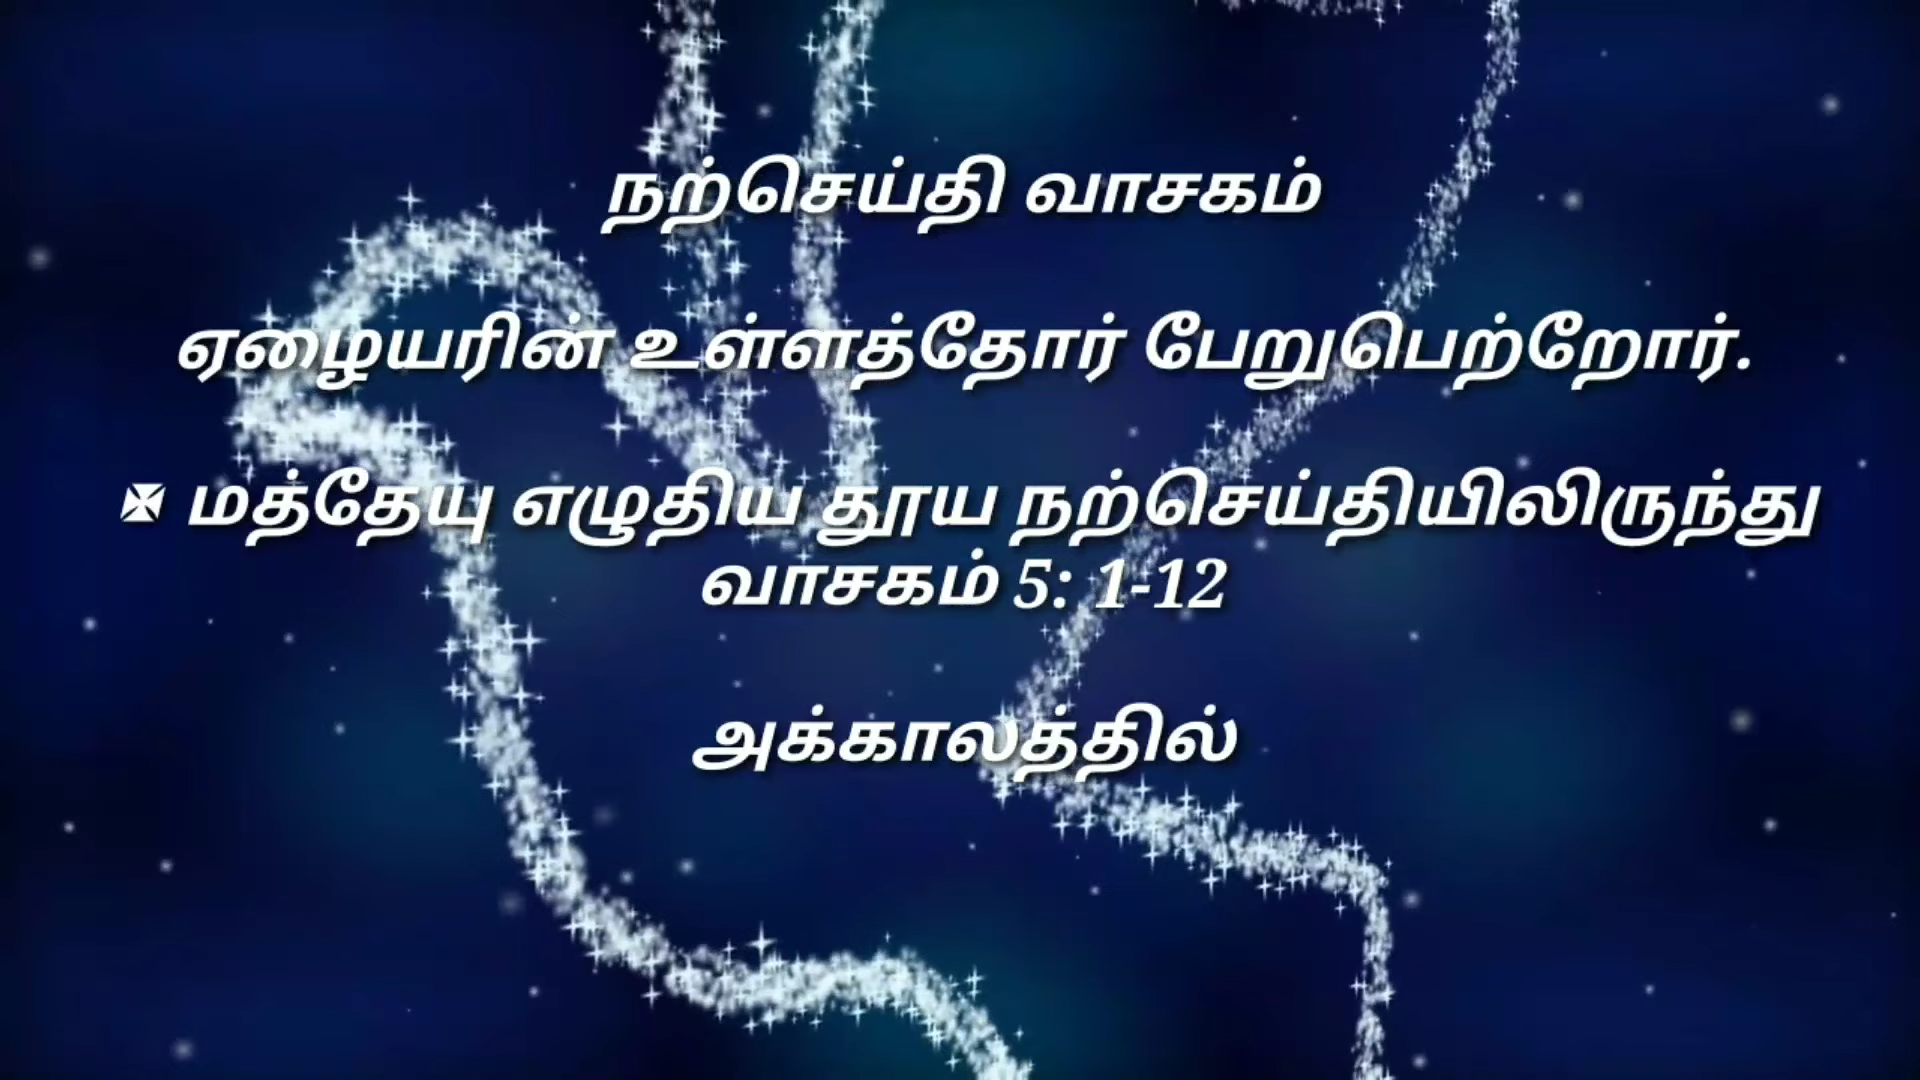 நற்செய்தி வாசகம்
ஏழையரின் உள்ளத்தோர் பேறுபெற்றோர்.
✠ மத்தேயு எழுதிய தூய நற்செய்தியிலிருந்து
வாசகம் 5: 1-12
அக்காலத்தில்